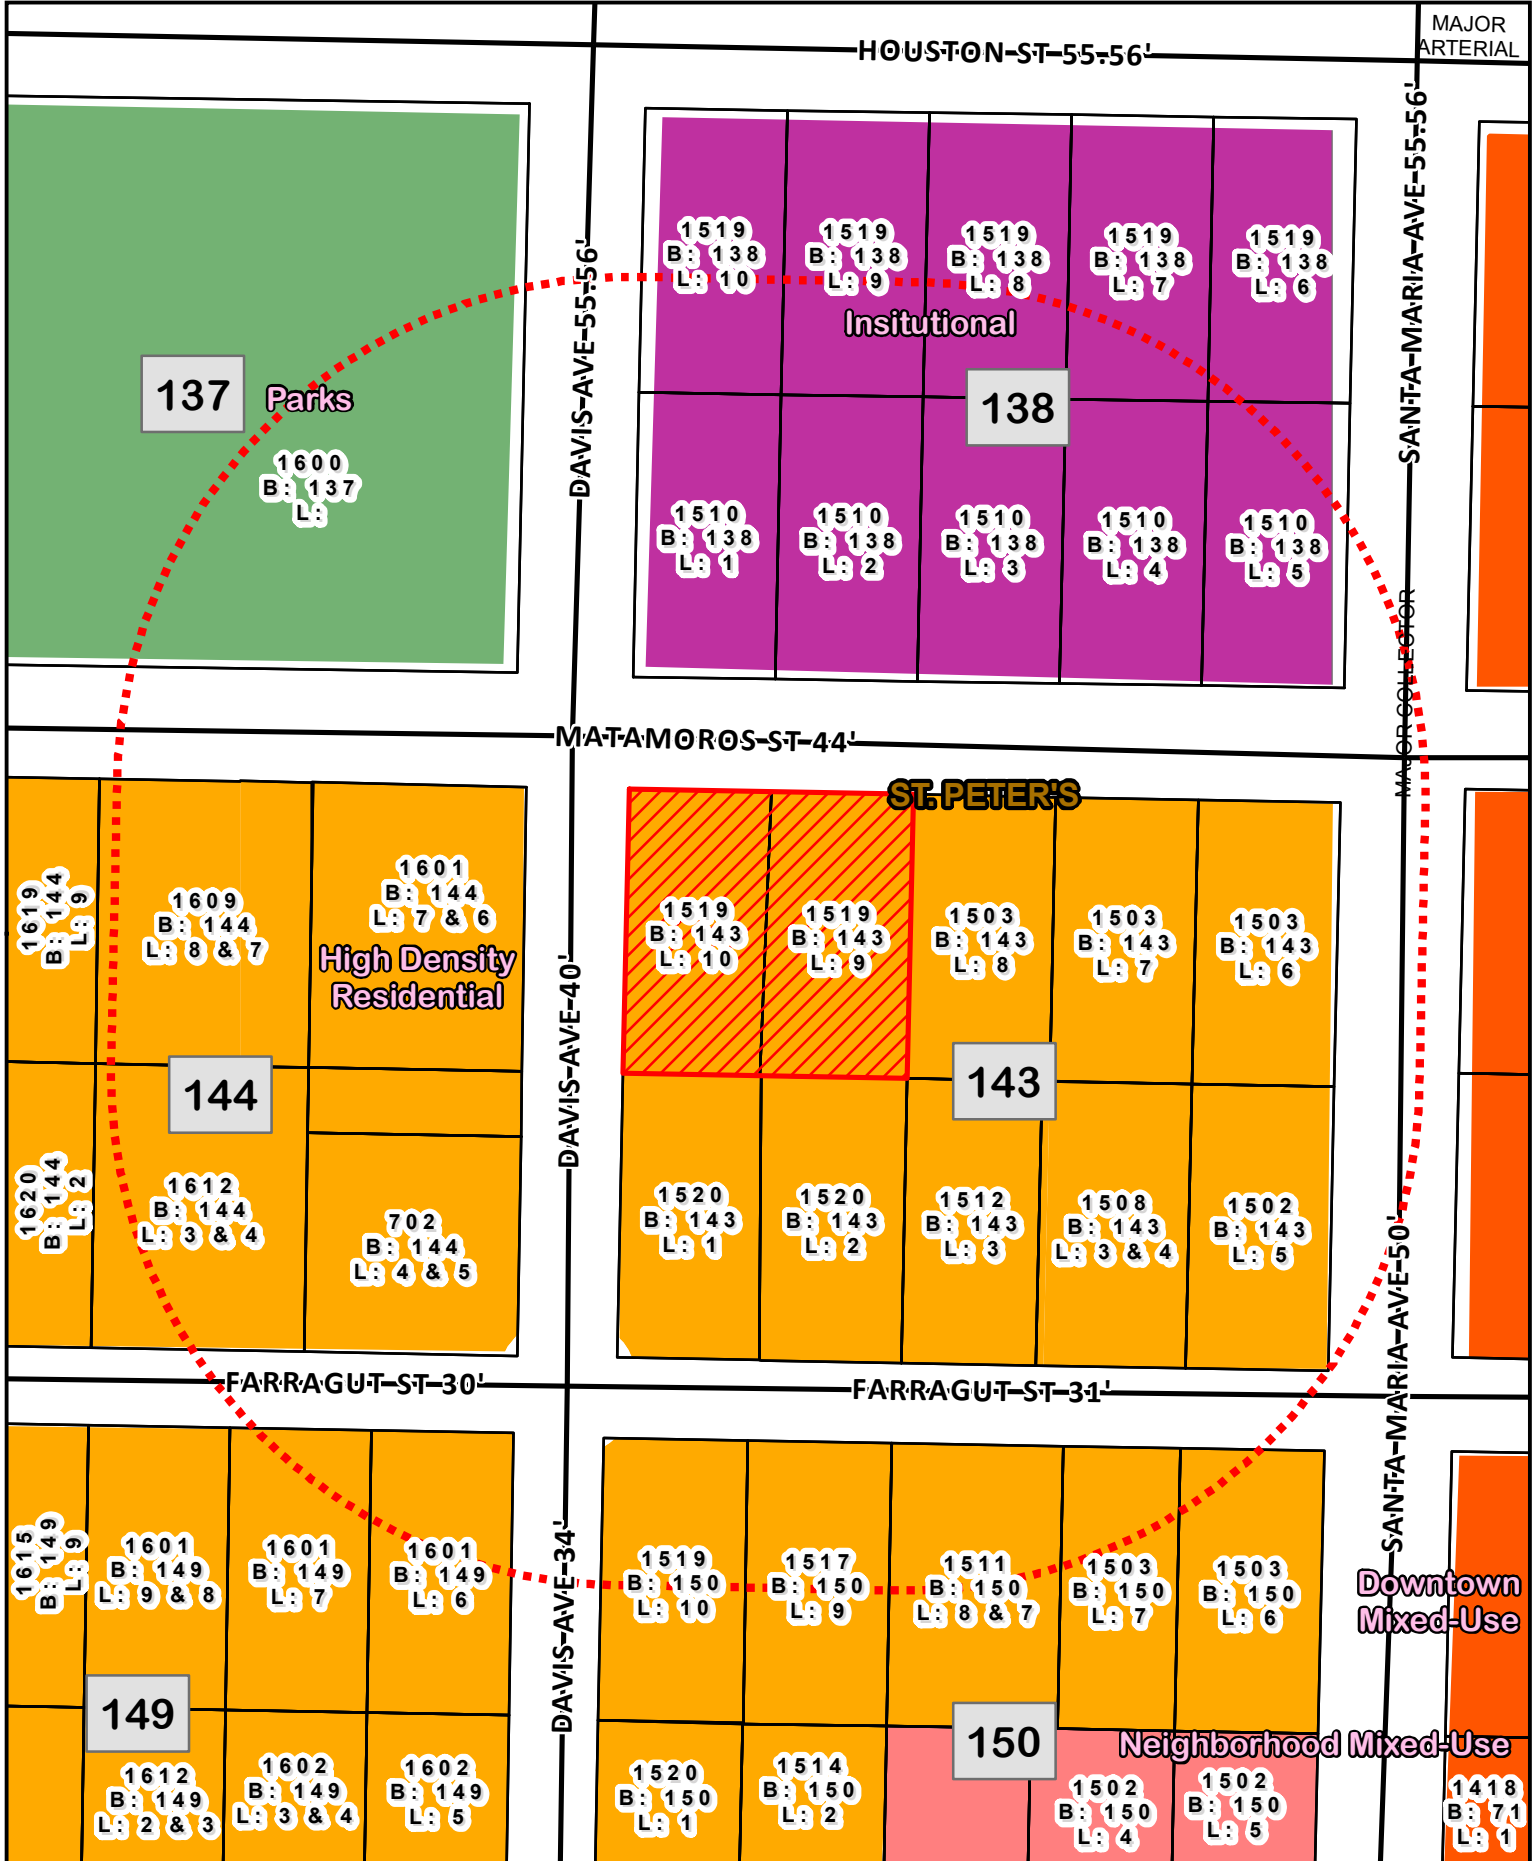 MAJOR
ARTERIAL
HOUSTON ST 55.56'
SANTA MARIA AVE 55.56'
DAVIS AVE 55.56'
1519
B: 138
L: 10
1519
B: 138
L: 9
1519
B: 138
L: 8
1519
B: 138
L: 7
1519
B: 138
L: 6
Insitutional
137
Parks
138
1600
B: 137
L:
1510
B: 138
L: 1
1510
B: 138
L: 2
1510
B: 138
L: 3
1510
B: 138
L: 4
1510
B: 138
L: 5
MAJOR COLLECTOR
MATAMOROS ST 44'
ST. PETER'S
1619
B: 144
L: 9
1609
B: 144
L: 8 & 7
1601
B: 144
L: 7 & 6
High Density
Residential
1519
B: 143
L: 10
1519
B: 143
L: 9
1503
B: 143
L: 8
1503
B: 143
L: 7
1503
B: 143
L: 6
DAVIS AVE 40'
144
143
1620
B: 144
L: 2
1612
B: 144
L: 3 & 4
702
B: 144
L: 4 & 5
1520
B: 143
L: 1
1520
B: 143
L: 2
1512
B: 143
L: 3
1508
B: 143
L: 3 & 4
1502
B: 143
L: 5
SANTA MARIA AVE 50'
FARRAGUT ST 30'
FARRAGUT ST 31'
1615
B: 149
L: 9
1601
B: 149
L: 9 & 8
1601
B: 149
L: 7
1601
B: 149
L: 6
DAVIS AVE 34'
1519
B: 150
L: 10
1517
B: 150
L: 9
1511
B: 150
L: 8 & 7
1503
B: 150
L: 7
1503
B: 150
L: 6
Downtown
Mixed-Use
149
150
Neighborhood Mixed-Use
1612
B: 149
L: 2 & 3
1602
B: 149
L: 3 & 4
1602
B: 149
L: 5
1520
B: 150
L: 1
1514
B: 150
L: 2
1502
B: 150
L: 4
1502
B: 150
L: 5
1418
B: 71
L: 1